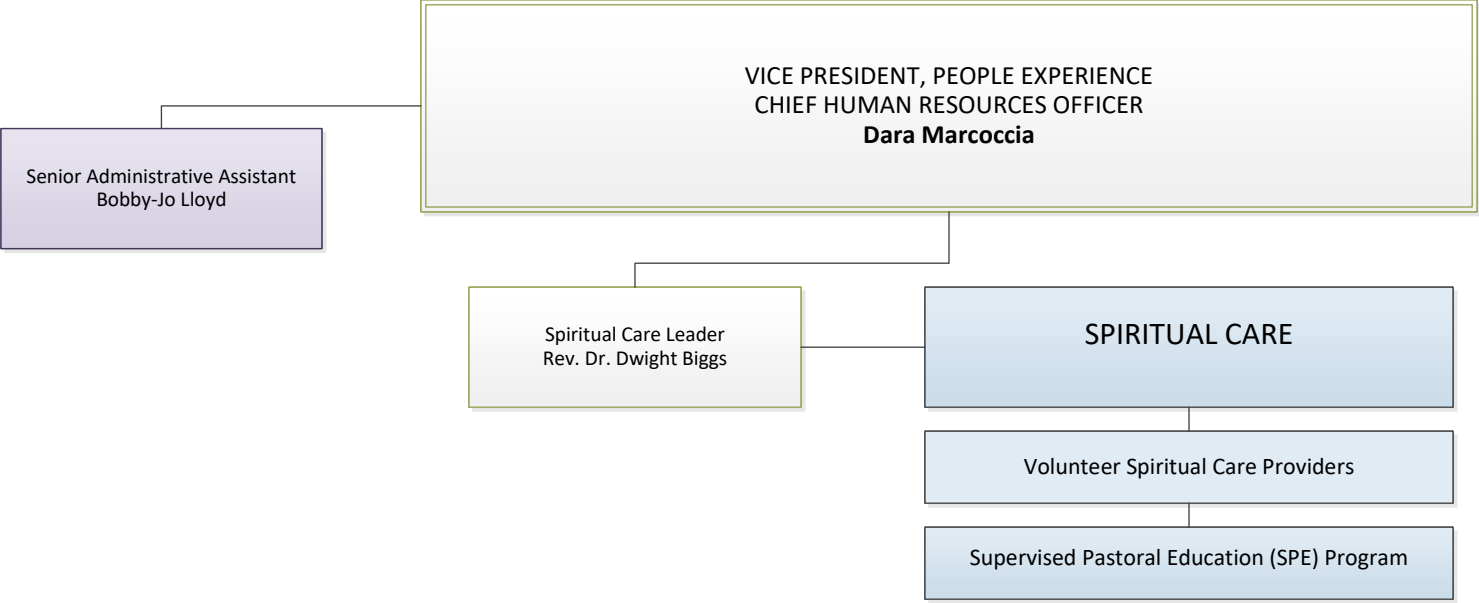 VICE PRESIDENT, PEOPLE EXPERIENCE
CHIEF HUMAN RESOURCES OFFICER
Dara Marcoccia
Senior Administrative Assistant
Bobby-Jo Lloyd
Spiritual Care Leader
Rev. Dr. Dwight Biggs
SPIRITUAL CARE
Volunteer Spiritual Care Providers
Supervised Pastoral Education (SPE) Program